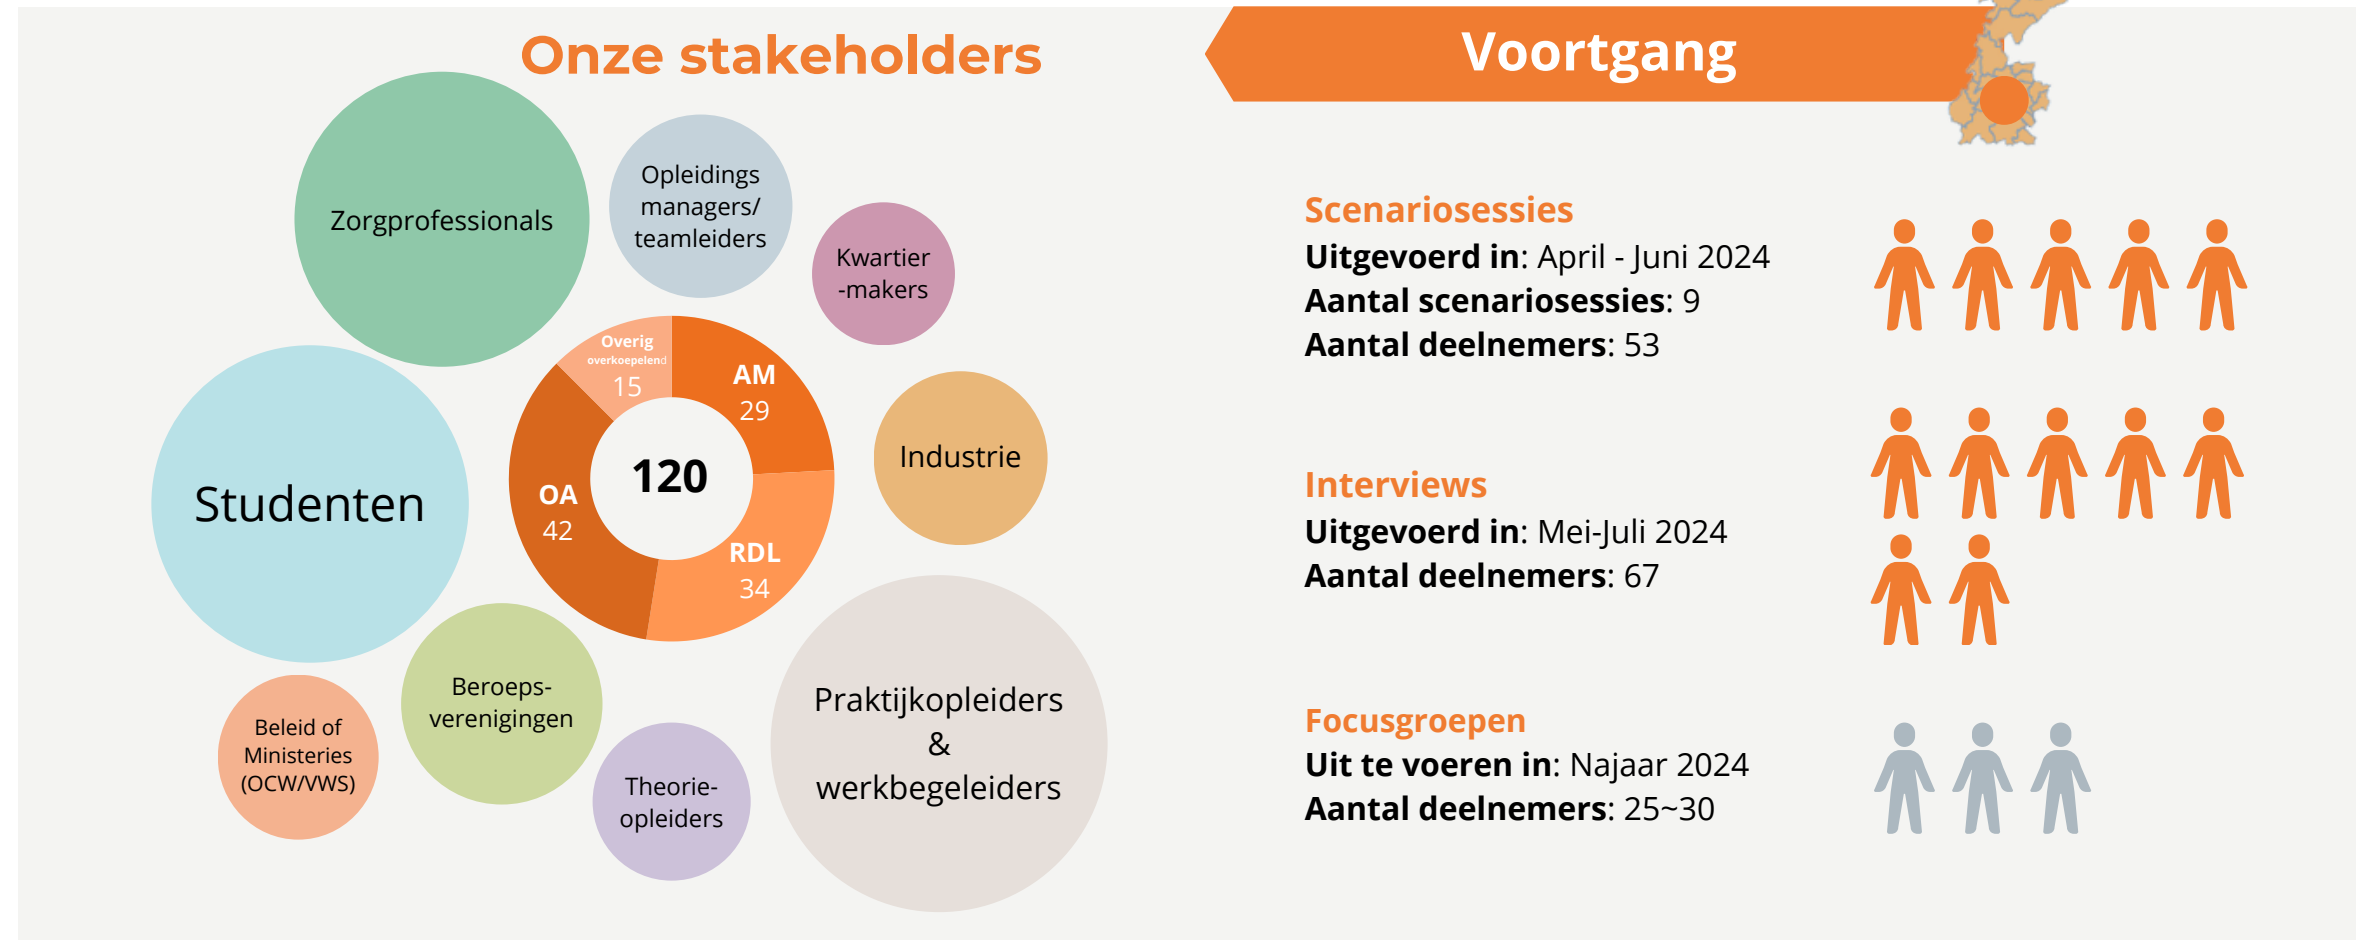 Onze stakeholders
Zorgprofessionals
Opleidings
managers/
teamleiders
Kwartier
-makers
Overig
overkoepelend
15
AM
29
Studenten
OA
42
120
Industrie
RDL
34
Beroeps-
verenigingen
Beleid of
Ministeries
(OCW/VWS)
Theorie-
opleiders
Praktijkopleiders
&
werkbegeleiders
Voortgang
Scenariosessies
Uitgevoerd in: April - Juni 2024
Aantal scenariosessies: 9
Aantal deelnemers: 53
Interviews
Uitgevoerd in: Mei-Juli 2024
Aantal deelnemers: 67
Focusgroepen
Uit te voeren in: Najaar 2024
Aantal deelnemers: 25~30